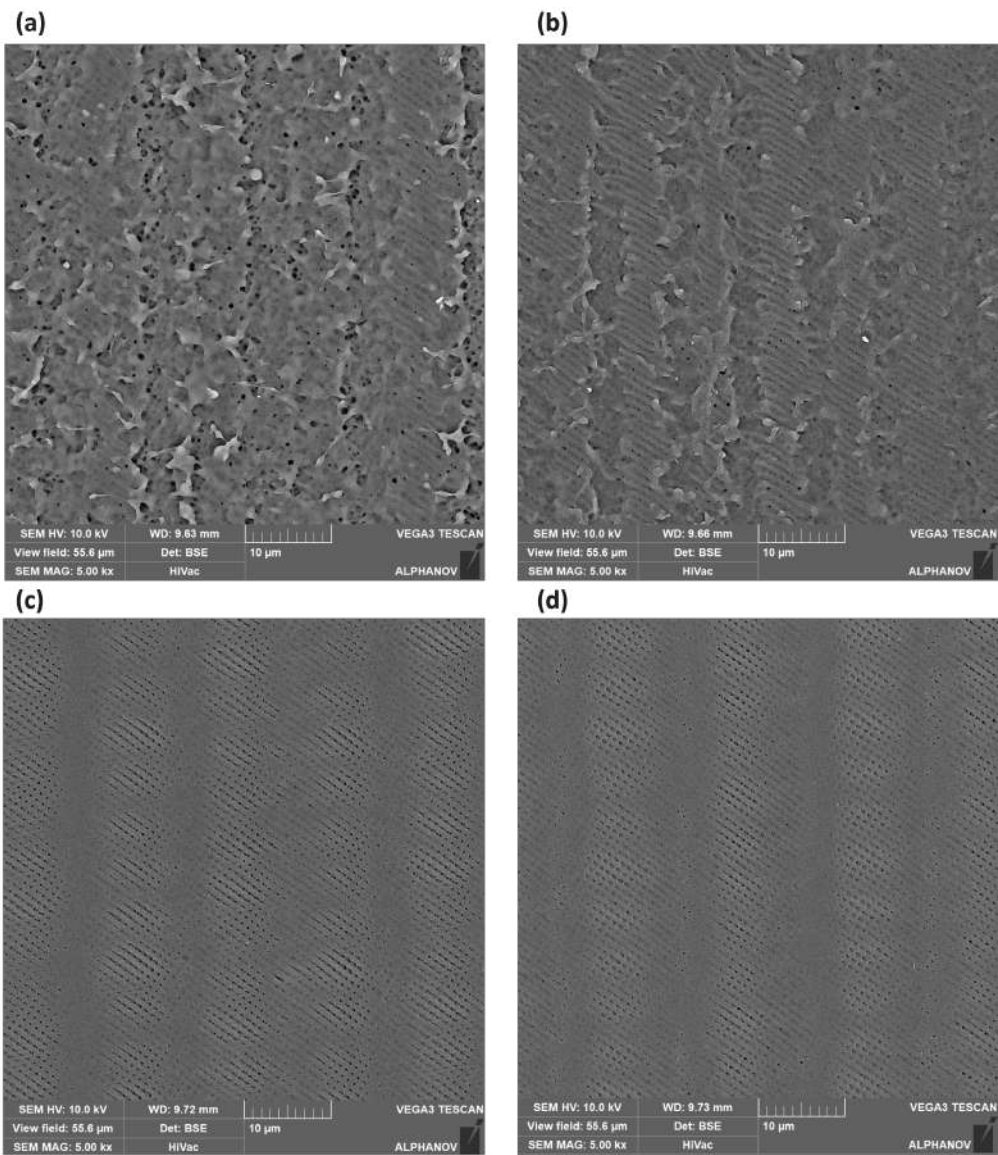 (a)
(b)
SEM HV: 10.0 kV WD: 9.63 mm VEGA3 TESCAN
View field: 55.6 µm Det: BSE 10 µm
SEM MAG: 5.00 kx HiVac ALPHANOV
SEM HV: 10.0 kV WD: 9.66 mm VEGA3 TESCAN
View field: 55.6 µm Det: BSE 10 µm
SEM MAG: 5.00 kx HiVac ALPHANOV
(c)
(d)
SEM HV: 10.0 kV WD: 9.72 mm VEGA3 TESCAN
View field: 55.6 µm Det: BSE 10 µm
SEM MAG: 5.00 kx HiVac ALPHANOV
SEM HV: 10.0 kV WD: 9.73 mm VEGA3 TESCAN
View field: 55.6 µm Det: BSE 10 µm
SEM MAG: 5.00 kx HiVac ALPHANOV